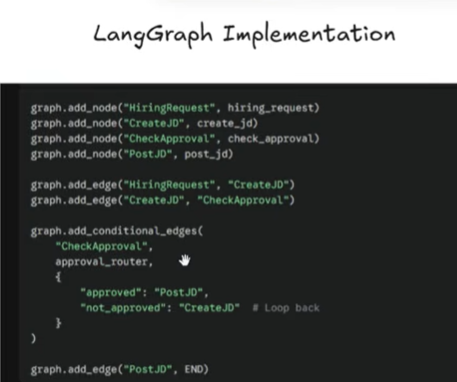 LangGraph Implementation
graph.add_node("HiringRequest", hiring_request)
graph.add_node("CreateJD", create_jd)
graph.add_node("CheckApproval", check_approval)
graph.add_node("PostJD", post_jd)
graph.add_edge("HiringRequest", "CreateJD")
graph.add_edge("CreateJD", "CheckApproval")
graph.add_conditional_edges(
"CheckApproval",
approval_router,
{
"approved": "PostJD",
"not_approved": "CreateJD"  # Loop back
}
)
graph.add_edge("PostJD", END)